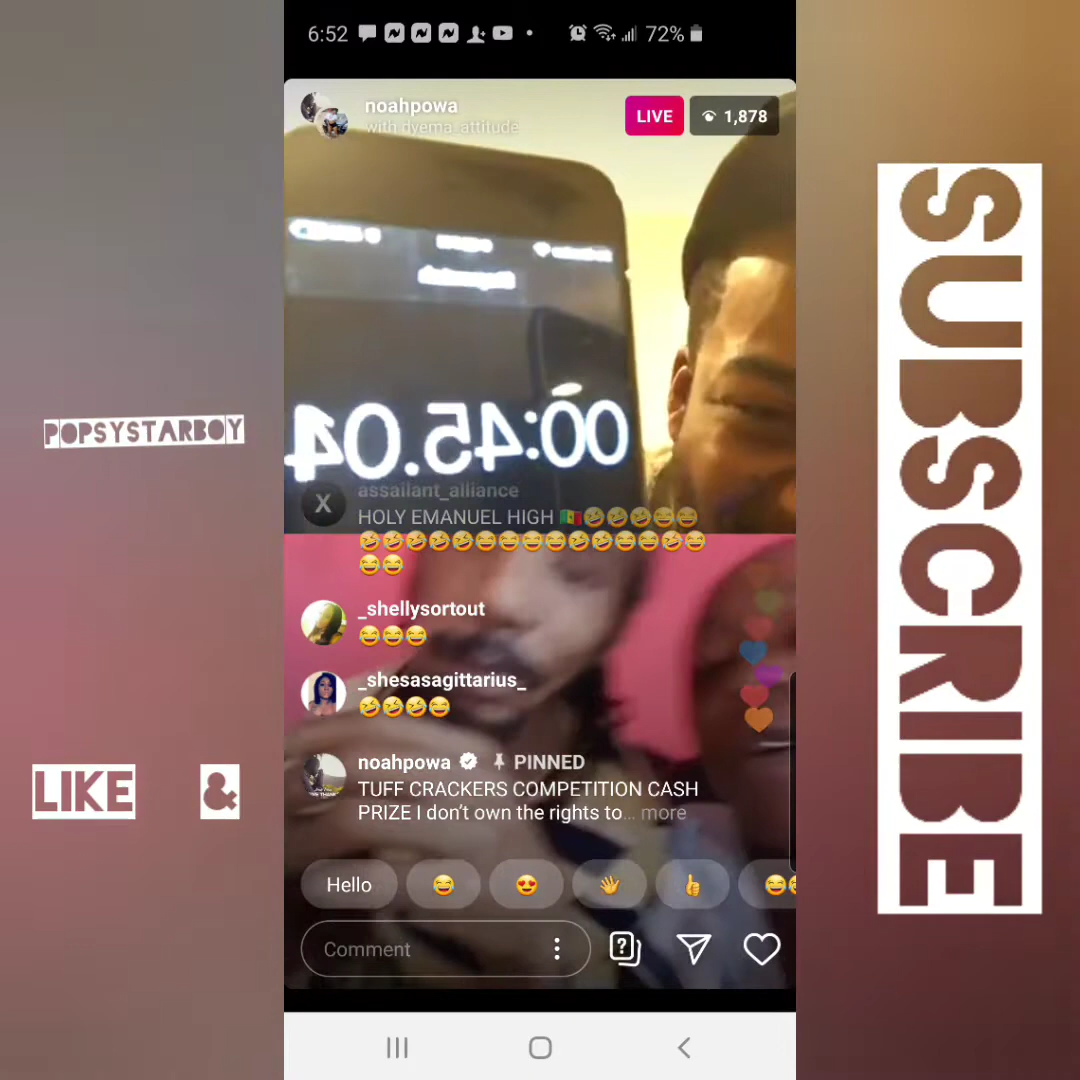 6:52 72%
noahpowa
with dyema_attitude
LIVE 1,878
00:45.04
X
assailant_alliance
HOLY EMANUEL HIGH 🇸🇳🤣🤣🤣😂😂
🤣🤣🤣🤣🤣😂😂😂😂🤣🤣😂😂🤣😂
😂😂
_shellysortout
😂😂😂
_shesasagittarius_
🤣🤣🤣😂
noahpowa PINNED
TUFF CRACKERS COMPETITION CASH
PRIZE I don't own the rights to... more
Hello 😂 😍 👋 👍 😂
Comment
POPSYSTARBOY
LIKE &
SUBSCRIBE